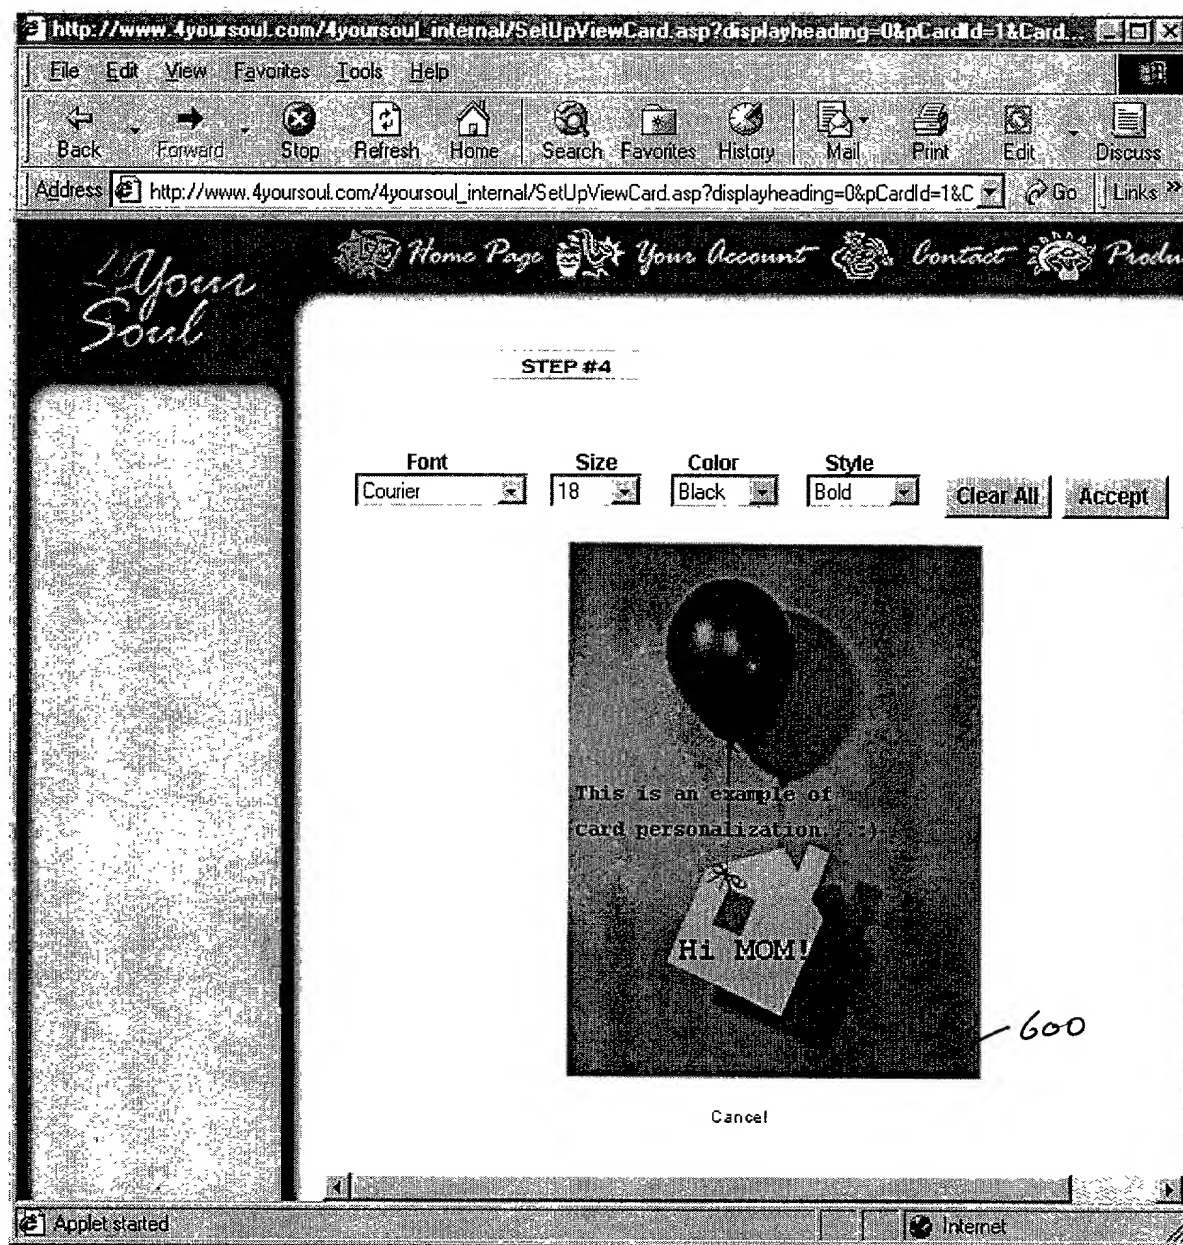 http://www.4yoursoul.com/4yoursoul_internal/SetUpViewCard.asp?displayheading=0&pCardId=1&Card...
File Edit View Favorites Tools Help
Back Forward Stop Refresh Home Search Favorites History Mail Print Edit Discuss
Address http://www.4yoursoul.com/4yoursoul_internal/SetUpViewCard.asp?displayheading=0&pCardId=1&C Go Links »
4Your
Soul
Home Page Your Account Contact Produ
STEP #4
Font Size Color Style
Courier 18 Black Bold Clear All Accept
This is an example of
card personalization...:)
Hi MOM!
600
Cancel
Applet started Internet